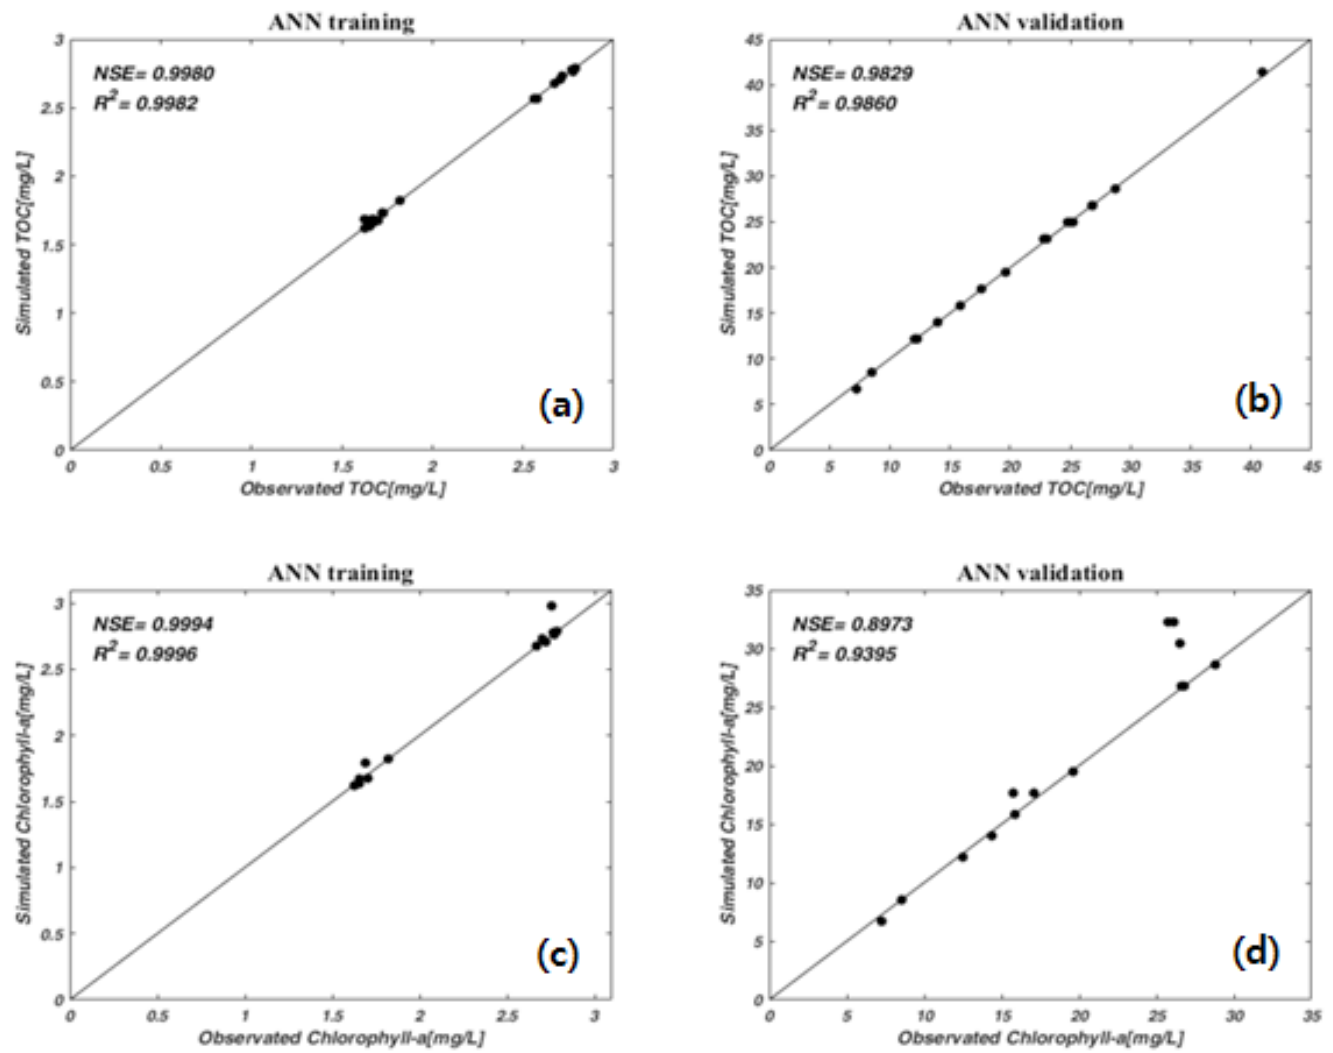 ANN training
NSE= 0.9980
R²= 0.9982
3
2.5
2
1.5
1
0.5
0
Simulated TOC[mg/L]
(a)
0 0.5 1 1.5 2 2.5 3
Observated TOC[mg/L]
ANN validation
NSE= 0.9829
R²= 0.9860
45
40
35
30
25
20
15
10
5
0
Simulated TOC[mg/L]
(b)
0 5 10 15 20 25 30 35 40 45
Observated TOC[mg/L]
ANN training
NSE= 0.9994
R²= 0.9996
3
2.5
2
1.5
1
0.5
0
Simulated Chlorophyll-a[mg/L]
(c)
0 0.5 1 1.5 2 2.5 3
Observated Chlorophyll-a[mg/L]
ANN validation
NSE= 0.8973
R²= 0.9395
35
30
25
20
15
10
5
0
Simulated Chlorophyll-a[mg/L]
(d)
0 5 10 15 20 25 30 35
Observated Chlorophyll-a[mg/L]